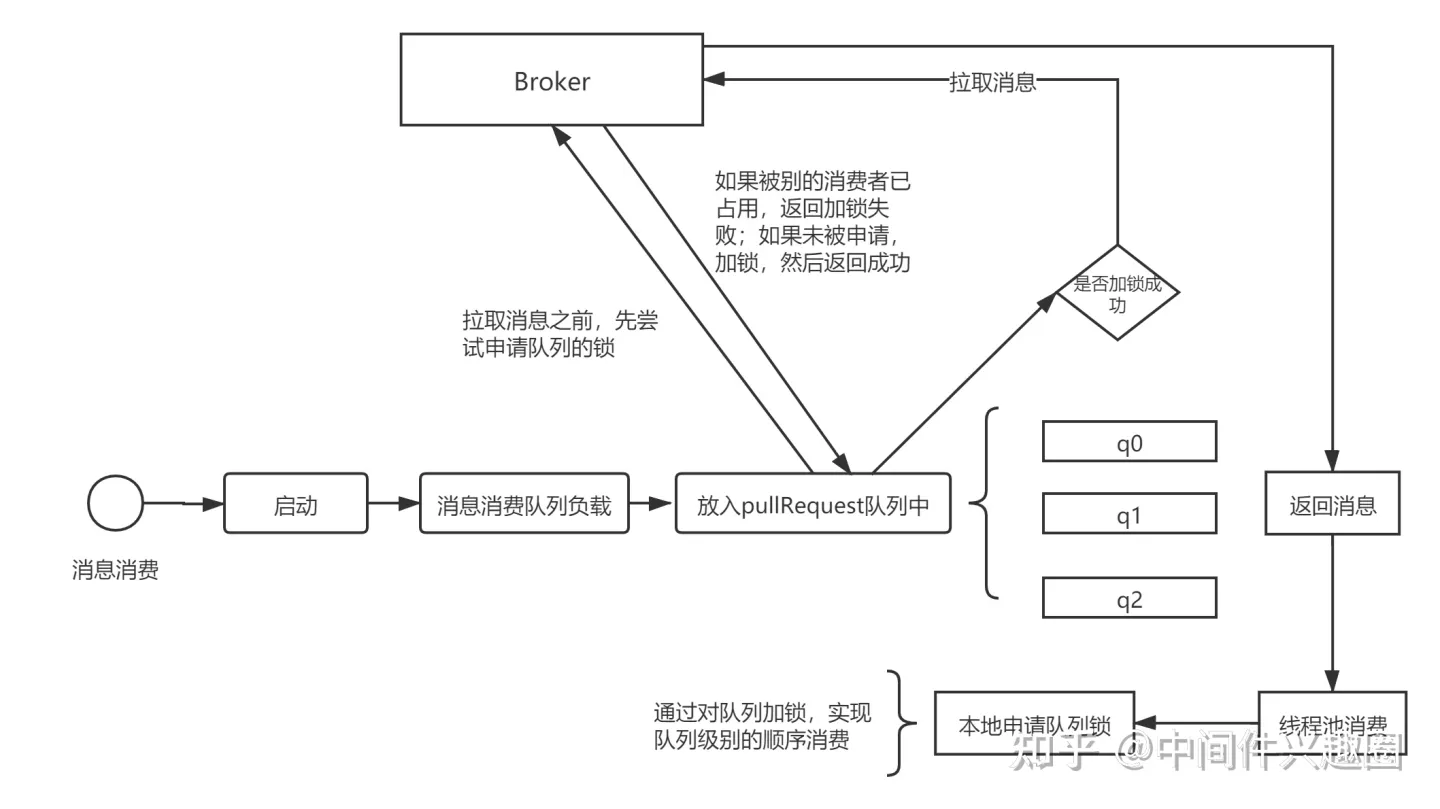 Broker
拉取消息
如果被别的消费者已
占用，返回加锁失
败；如果未被申请，
加锁，然后返回成功
是否加锁成
功
拉取消息之前，先尝
试申请队列的锁
q0
q1
q2
启动
消息消费队列负载
放入pullRequest队列中
返回消息
消息消费
通过对队列加锁，实现
队列级别的顺序消费
本地申请队列锁
线程池消费
知乎 @中间件兴趣圈